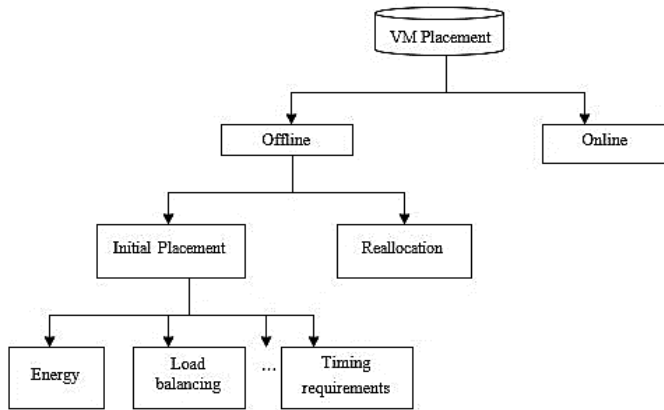 VM Placement
Offline
Online
Initial Placement
Reallocation
Energy
Load
balancing
...
Timing
requirements